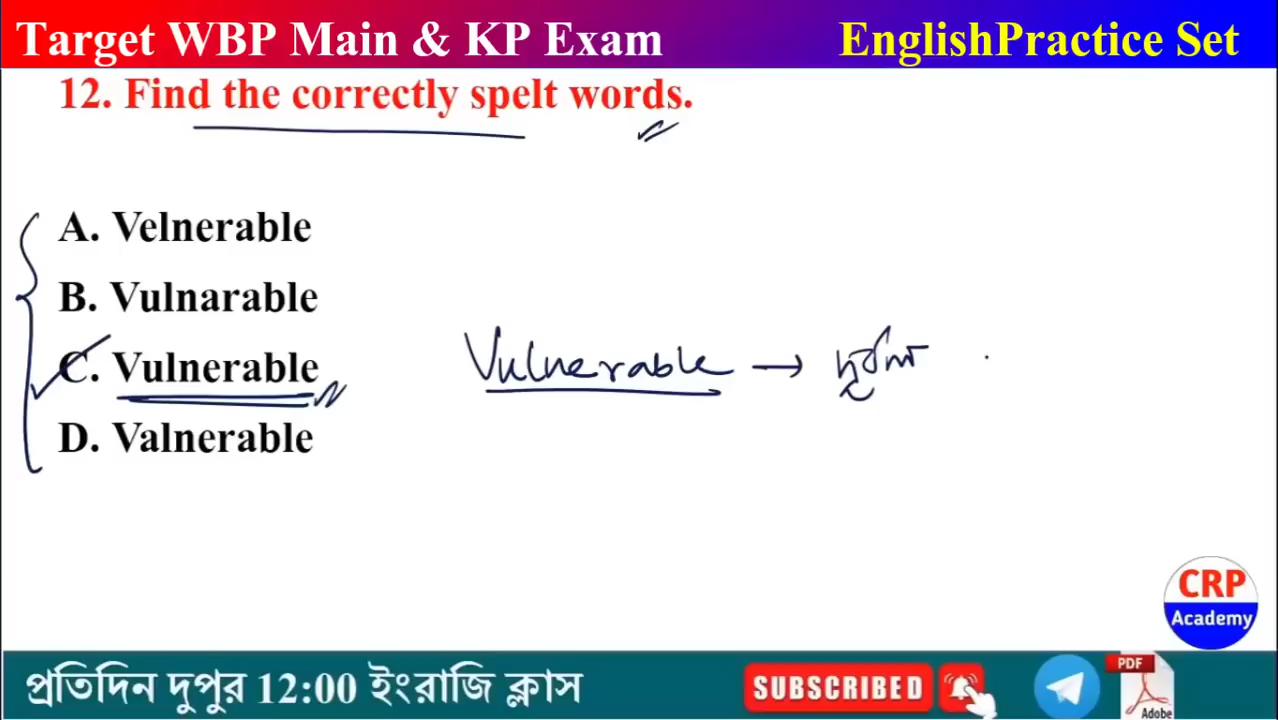 Target WBP Main & KP Exam
EnglishPractice Set
12. Find the correctly spelt words.
A. Velnerable
B. Vulnarable
C. Vulnerable
D. Valnerable
Vulnerable → দুর্বল
CRP
Academy
প্রতিদিন দুপুর 12:00 ইংরাজি ক্লাস
SUBSCRIBED
PDF
Adobe